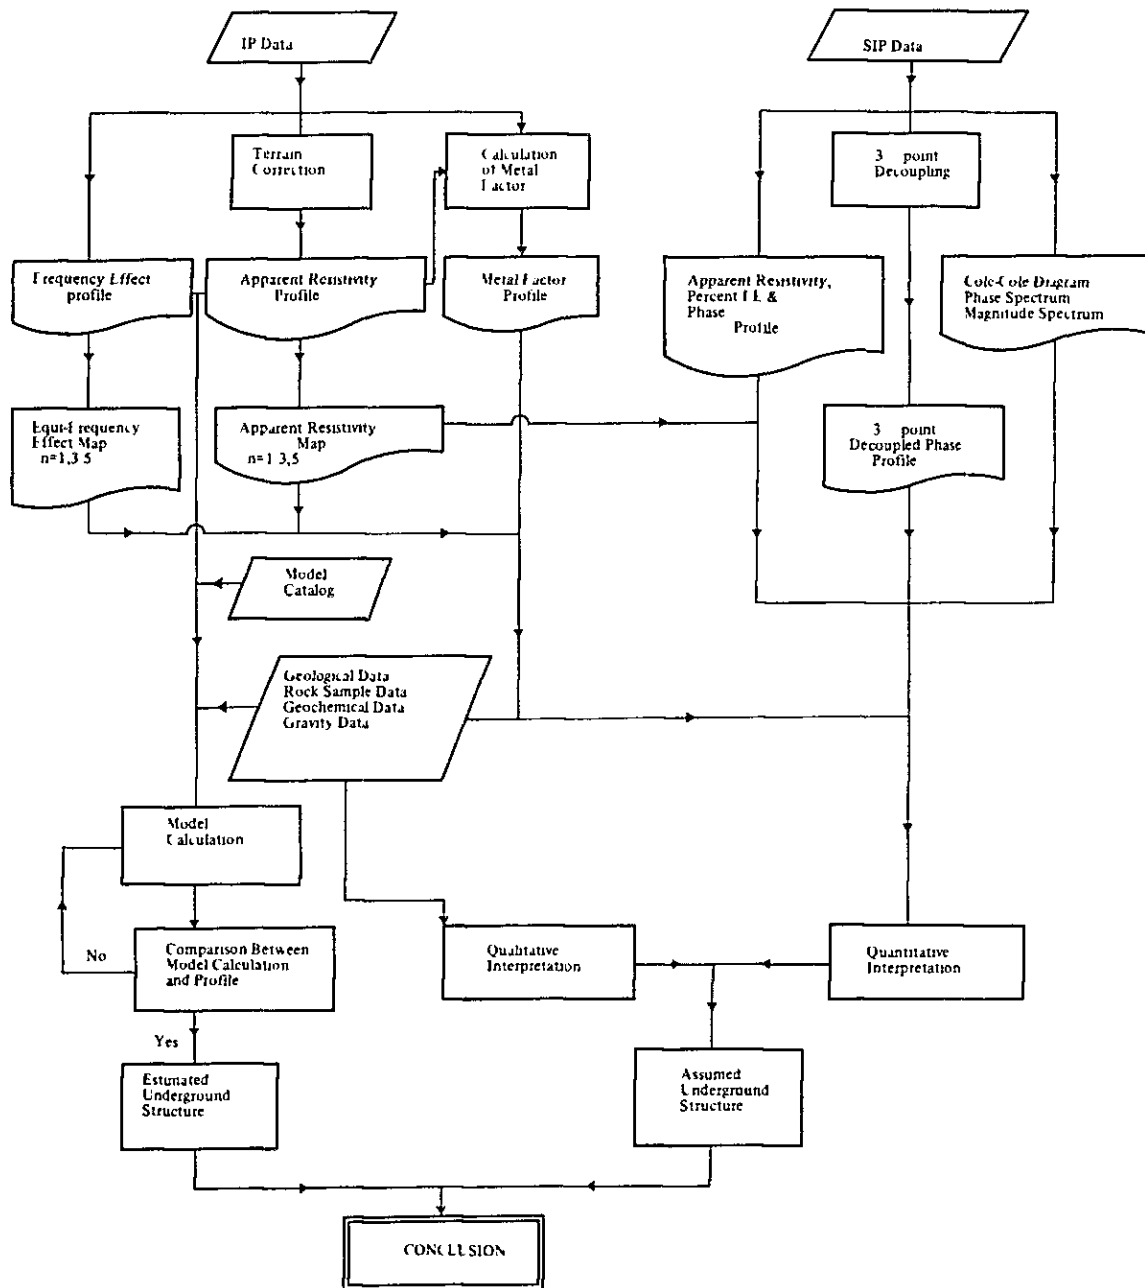 IP Data
SIP Data
Terrain
Correction
Calculation
of Metal
Factor
3 point
Decoupling
Frequency Effect
profile
Apparent Resistivity
Profile
Metal Factor
Profile
Apparent Resistivity,
Percent F.E. &
Phase
Profile
Cole-Cole Diagram
Phase Spectrum
Magnitude Spectrum
Equi-Frequency
Effect Map
n=1,3 5
Apparent Resistivity
Map
n=1 3,5
3 point
Decoupled Phase
Profile
Model
Catalog
Geological Data
Rock Sample Data
Geochemical Data
Gravity Data
Model
Calculation
No
Comparison Between
Model Calculation
and Profile
Qualitative
Interpretation
Quantitative
Interpretation
Yes
Estimated
Underground
Structure
Assumed
Underground
Structure
CONCLUSION